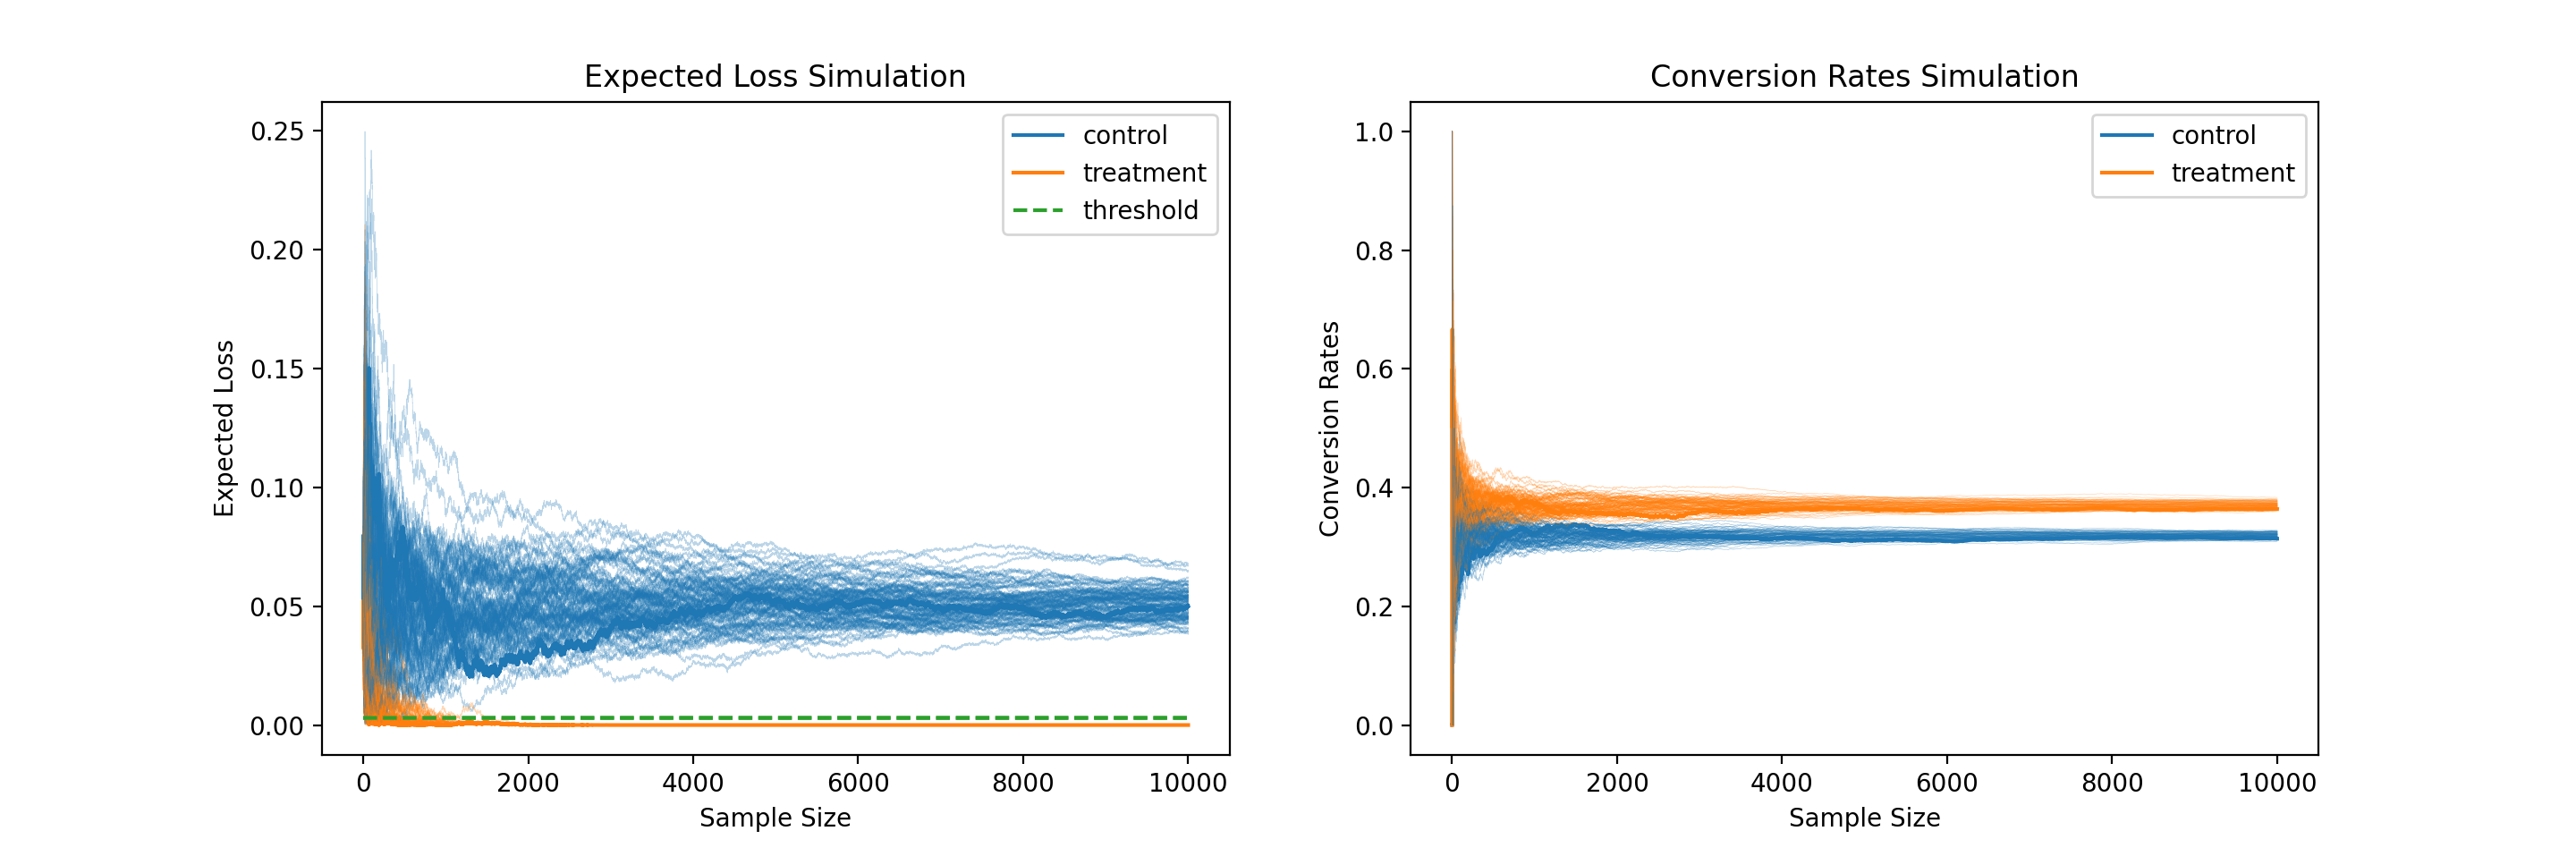 Expected Loss Simulation
Expected Loss
0.25
0.20
0.15
0.10
0.05
0.00
0 2000 4000 6000 8000 10000
Sample Size
control
treatment
threshold
Conversion Rates Simulation
Conversion Rates
1.0
0.8
0.6
0.4
0.2
0.0
0 2000 4000 6000 8000 10000
Sample Size
control
treatment